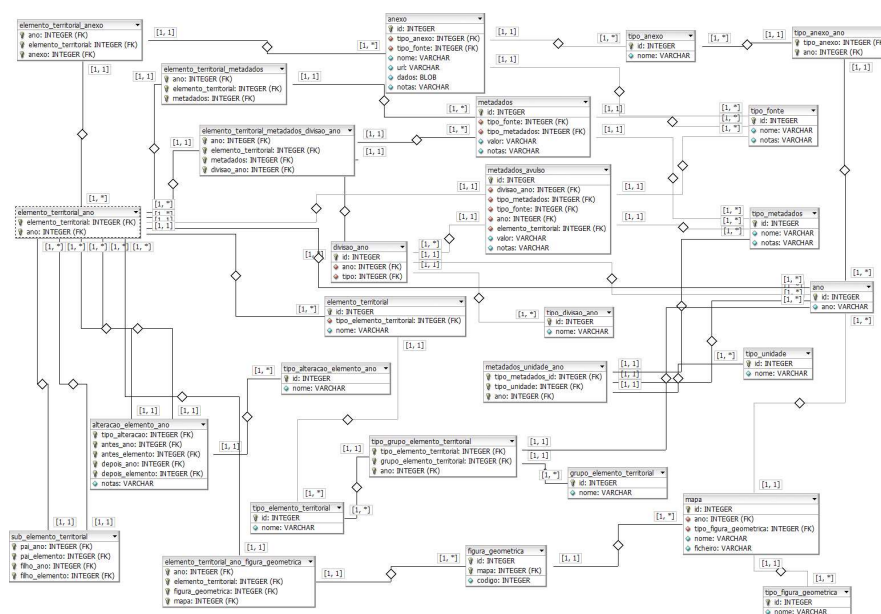 elemento_territorial_anexo
ano: INTEGER (FK)
elemento_territorial: INTEGER (FK)
anexo: INTEGER (FK)
anexo
id: INTEGER
tipo_anexo: INTEGER (FK)
tipo_fonte: INTEGER (FK)
nome: VARCHAR
url: VARCHAR
dados: BLOB
notas: VARCHAR
tipo_anexo
id: INTEGER
nome: VARCHAR
tipo_anexo_ano
tipo_anexo: INTEGER (FK)
ano: INTEGER (FK)
elemento_territorial_metadados
ano: INTEGER (FK)
elemento_territorial: INTEGER (FK)
metadados: INTEGER (FK)
metadados
id: INTEGER
tipo_fonte: INTEGER (FK)
tipo_metadados: INTEGER (FK)
valor: VARCHAR
notas: VARCHAR
tipo_fonte
id: INTEGER
nome: VARCHAR
notas: VARCHAR
elemento_territorial_metadados_divisao_ano
ano: INTEGER (FK)
elemento_territorial: INTEGER (FK)
metadados: INTEGER (FK)
divisao_ano: INTEGER (FK)
metadados_avulso
id: INTEGER
divisao_ano: INTEGER (FK)
tipo_metadados: INTEGER (FK)
tipo_fonte: INTEGER (FK)
ano: INTEGER (FK)
elemento_territorial: INTEGER (FK)
valor: VARCHAR
notas: VARCHAR
elemento_territorial_ano
elemento_territorial: INTEGER (FK)
ano: INTEGER (FK)
tipo_metadados
id: INTEGER
nome: VARCHAR
notas: VARCHAR
divisao_ano
id: INTEGER
ano: INTEGER (FK)
tipo: INTEGER (FK)
ano
id: INTEGER
ano: VARCHAR
elemento_territorial
id: INTEGER
tipo_elemento_territorial: INTEGER (FK)
nome: VARCHAR
tipo_divisao_ano
id: INTEGER
nome: VARCHAR
tipo_alteracao_elemento_ano
id: INTEGER
nome: VARCHAR
metadados_unidade_ano
tipo_metadados_id: INTEGER (FK)
tipo_unidade: INTEGER (FK)
ano: INTEGER (FK)
tipo_unidade
id: INTEGER
nome: VARCHAR
alteracao_elemento_ano
tipo_alteracao: INTEGER (FK)
antes_ano: INTEGER (FK)
antes_elemento: INTEGER (FK)
depois_ano: INTEGER (FK)
depois_elemento: INTEGER (FK)
notas: VARCHAR
tipo_grupo_elemento_territorial
tipo_elemento_territorial: INTEGER (FK)
grupo_elemento_territorial: INTEGER (FK)
ano: INTEGER (FK)
grupo_elemento_territorial
id: INTEGER
nome: VARCHAR
tipo_elemento_territorial
id: INTEGER
nome: VARCHAR
mapa
id: INTEGER
ano: INTEGER (FK)
tipo_figura_geometrica: INTEGER (FK)
nome: VARCHAR
ficheiro: VARCHAR
sub_elemento_territorial
pai_ano: INTEGER (FK)
pai_elemento: INTEGER (FK)
filho_ano: INTEGER (FK)
filho_elemento: INTEGER (FK)
elemento_territorial_ano_figura_geometrica
ano: INTEGER (FK)
elemento_territorial: INTEGER (FK)
figura_geometrica: INTEGER (FK)
mapa: INTEGER (FK)
figura_geometrica
id: INTEGER
mapa: INTEGER (FK)
codigo: INTEGER
tipo_figura_geometrica
id: INTEGER
nome: VARCHAR